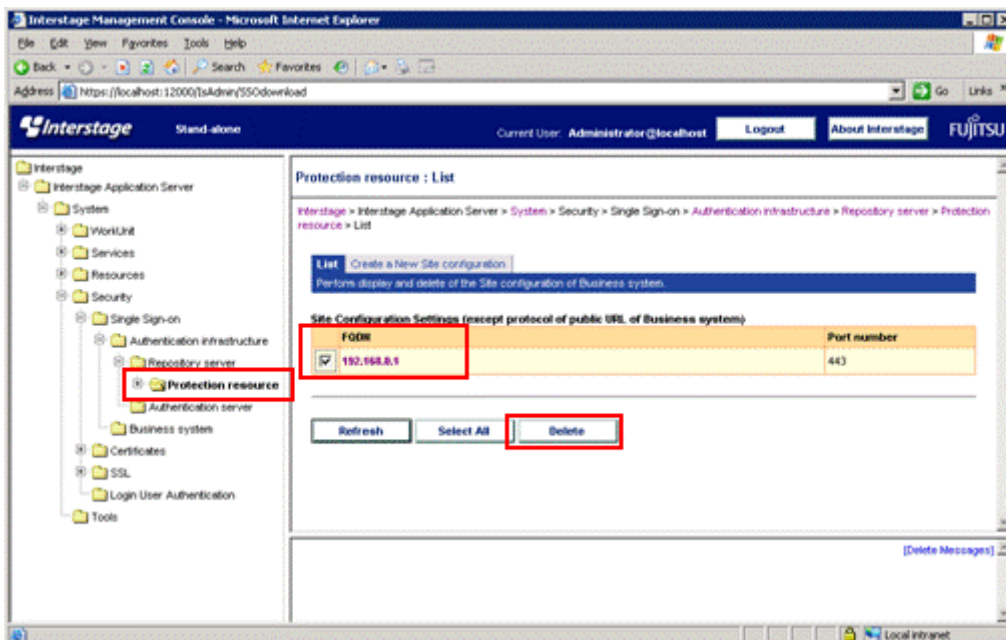 Interstage Management Console - Microsoft Internet Explorer
File Edit View Favorites Tools Help
Back Search Favorites
Address https://localhost:12000/IsAdmin/SSOdownload Go Links
Interstage Stand-alone Current User: Administrator@localhost Logout About Interstage FUJITSU
Interstage
Interstage Application Server
System
WorkUnit
Services
Resources
Security
Single Sign-on
Authentication infrastructure
Repository server
Protection resource
Authentication server
Business system
Certificates
SSL
Login User Authentication
Tools
Protection resource : List
Interstage > Interstage Application Server > System > Security > Single Sign-on > Authentication infrastructure > Repository server > Protection
resource > List
List Create a New Site configuration
Perform display and delete of the Site configuration of Business system.
Site Configuration Settings (except protocol of public URL of Business system)
FQDN Port number
192.168.0.1 443
Refresh Select All Delete
[Delete Messages]
Local intranet